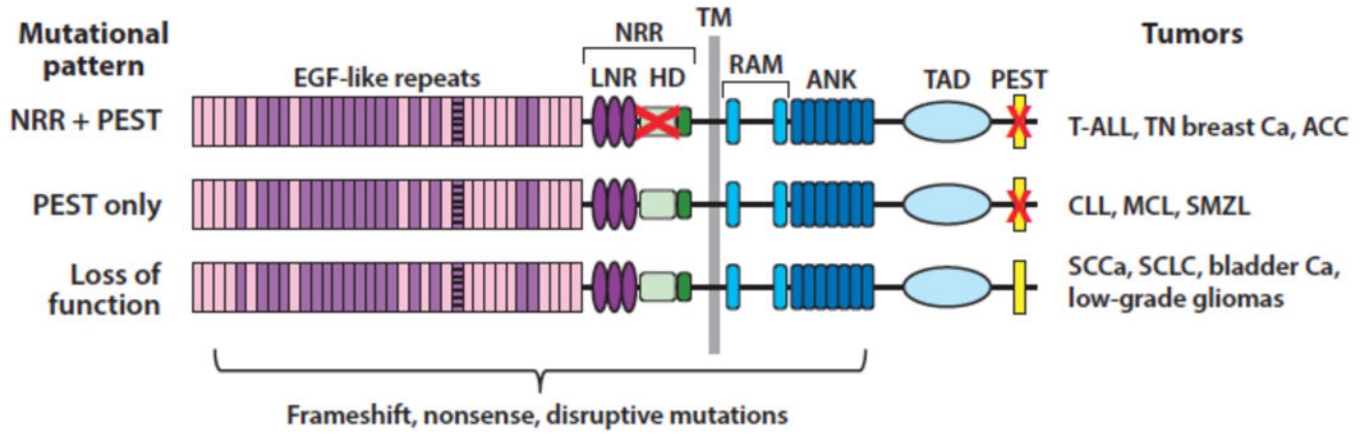 Mutational
pattern
NRR
TM
Tumors
EGF-like repeats
LNR HD
RAM
ANK
TAD
PEST
NRR + PEST
T-ALL, TN breast Ca, ACC
PEST only
CLL, MCL, SMZL
Loss of
function
SCCa, SCLC, bladder Ca,
low-grade gliomas
Frameshift, nonsense, disruptive mutations